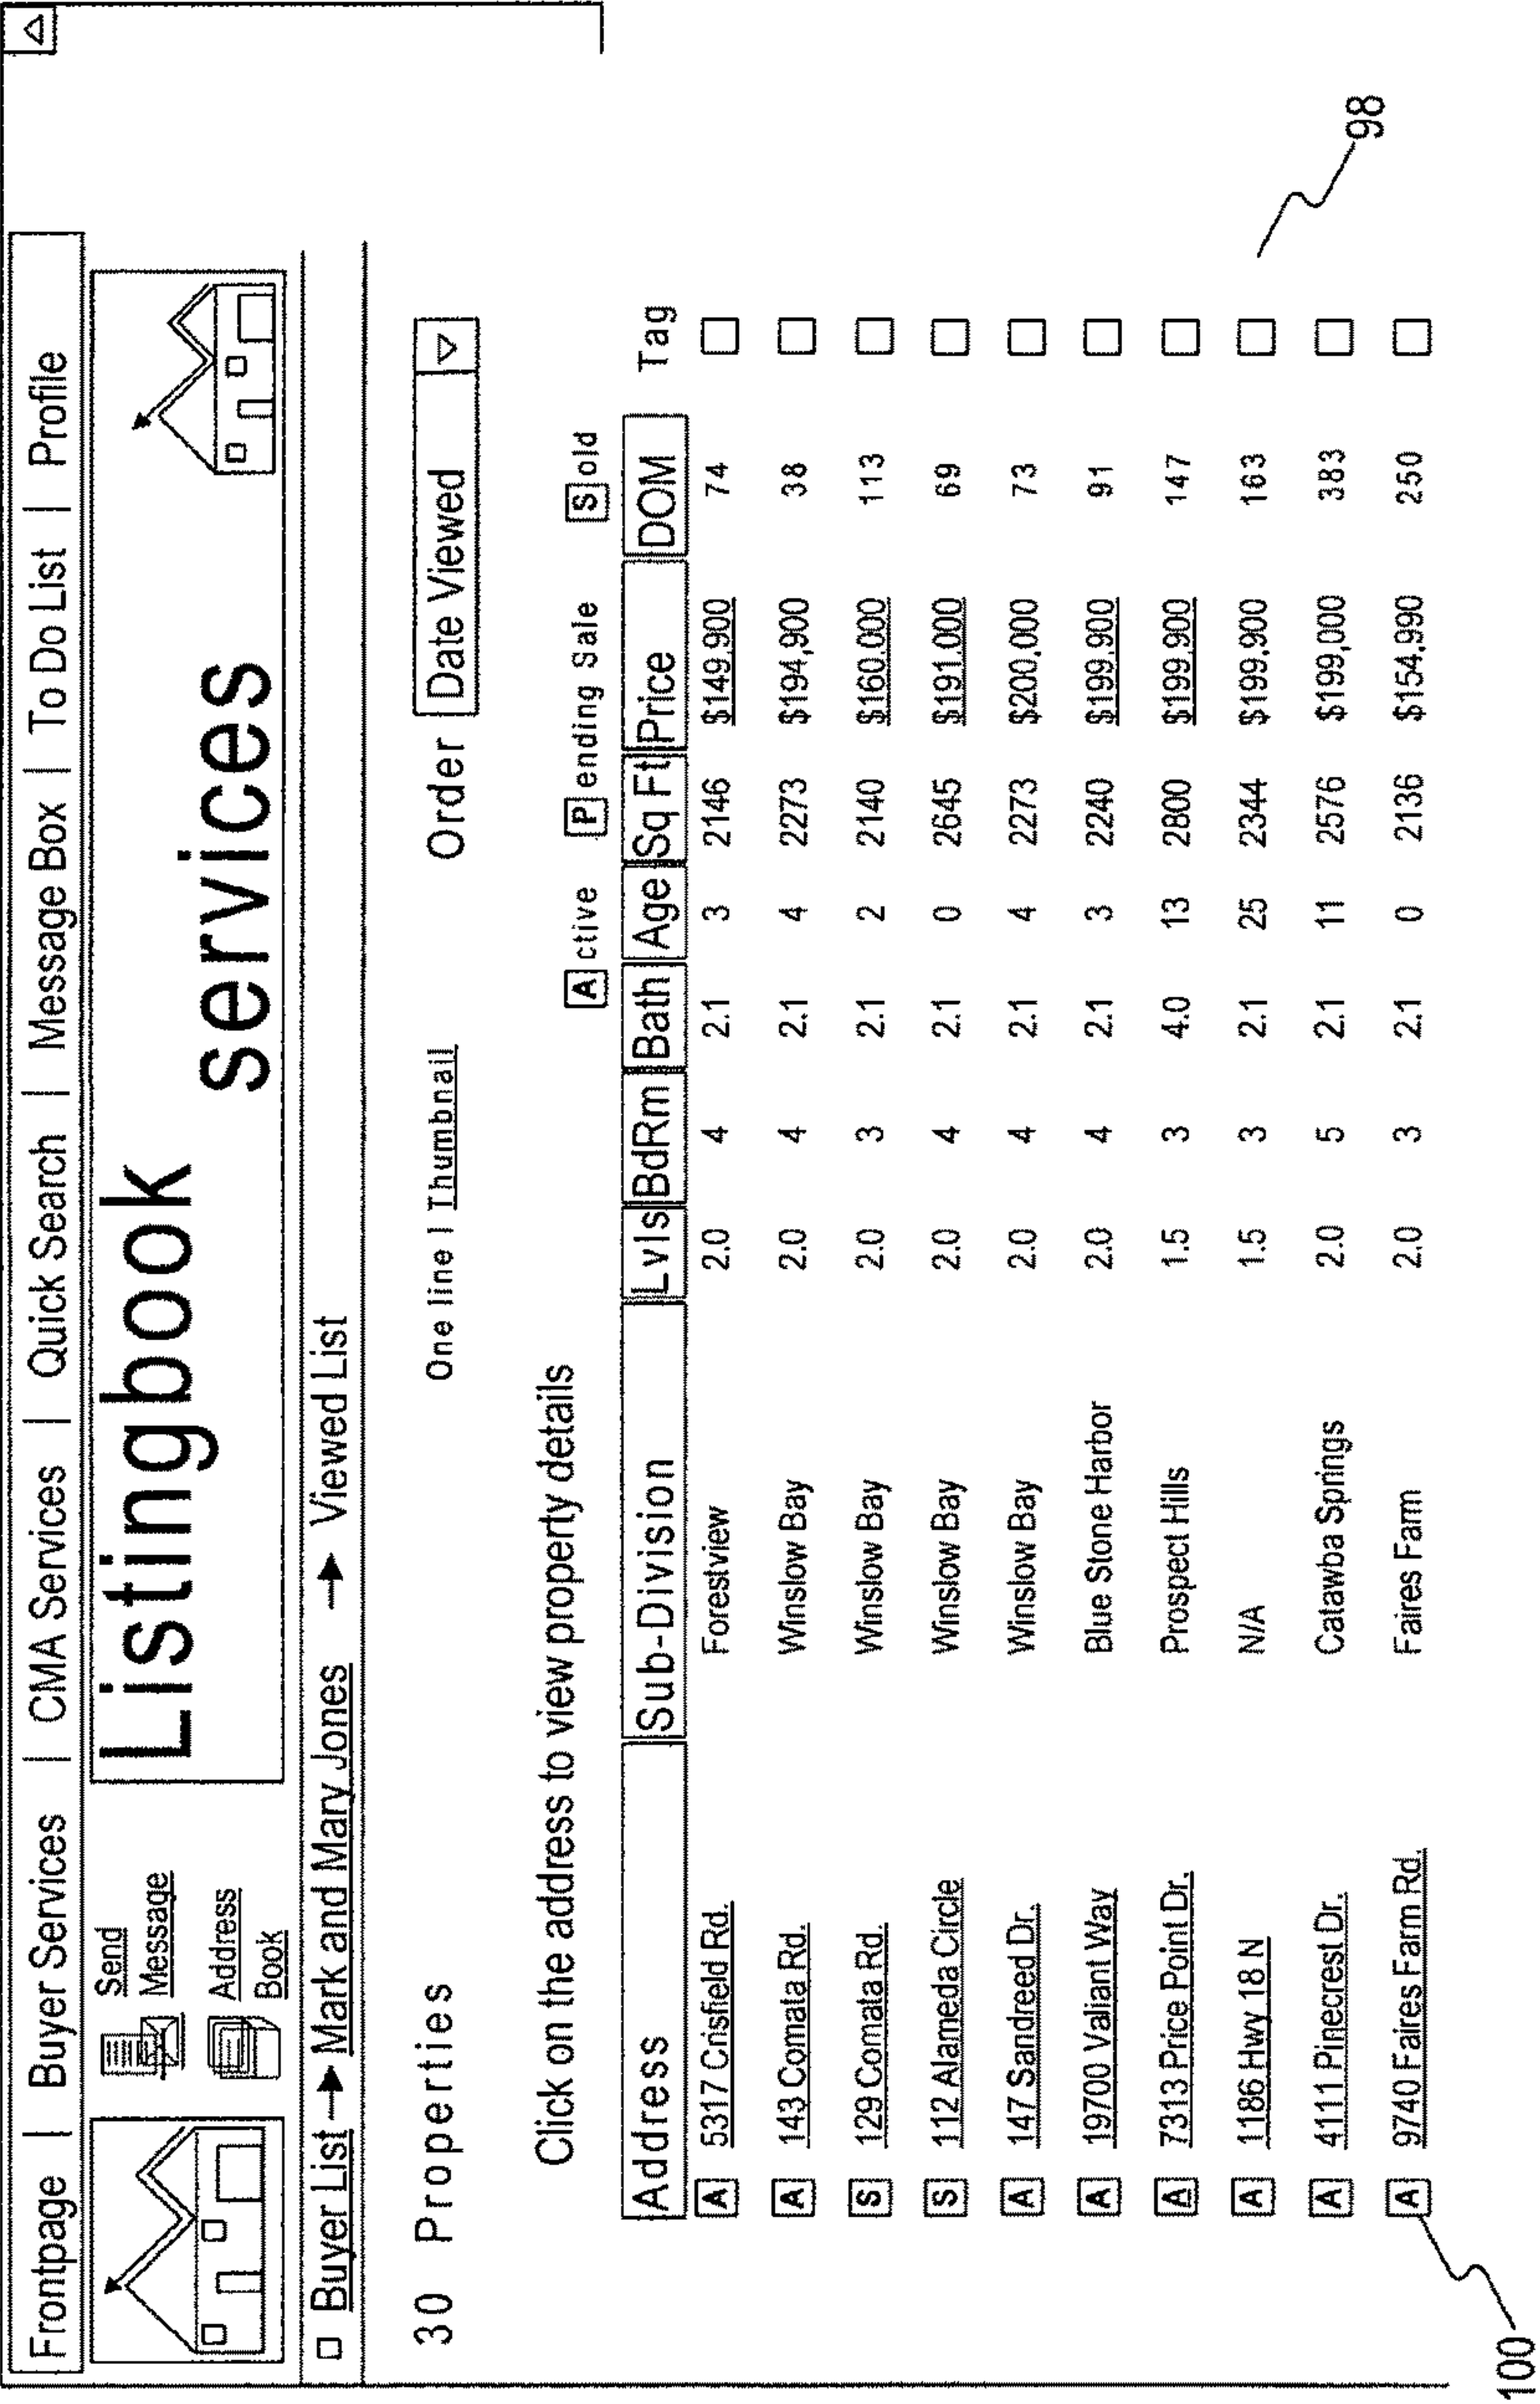 Frontpage | Buyer Services | CMA Services | Quick Search | Message Box | To Do List | Profile
Send Message
Address Book
Listingbook
services
Buyer List → Mark and Mary Jones → Viewed List
30 Properties
One line | Thumbnail
Order Date Viewed
Click on the address to view property details
A ctive P ending Sale S old
Address Sub-Division Lvls BdRm Bath Age Sq Ft Price DOM Tag
A 5317 Crisfield Rd. Forestview 2.0 4 2.1 3 2146 $149,900 74
A 143 Comata Rd. Winslow Bay 2.0 4 2.1 4 2273 $194,900 38
S 129 Comata Rd. Winslow Bay 2.0 3 2.1 2 2140 $160,000 113
S 112 Alameda Circle Winslow Bay 2.0 4 2.1 0 2645 $191,000 69
A 147 Sandreed Dr. Winslow Bay 2.0 4 2.1 4 2273 $200,000 73
A 19700 Valiant Way Blue Stone Harbor 2.0 4 2.1 3 2240 $199,900 91
A 7313 Price Point Dr. Prospect Hills 1.5 3 4.0 13 2800 $199,900 147
A 1186 Hwy 18 N N/A 1.5 3 2.1 25 2344 $199,900 163
A 4111 Pinecrest Dr. Catawba Springs 2.0 5 2.1 11 2576 $199,000 383
A 9740 Faires Farm Rd. Faires Farm 2.0 3 2.1 0 2136 $154,990 250
98
100